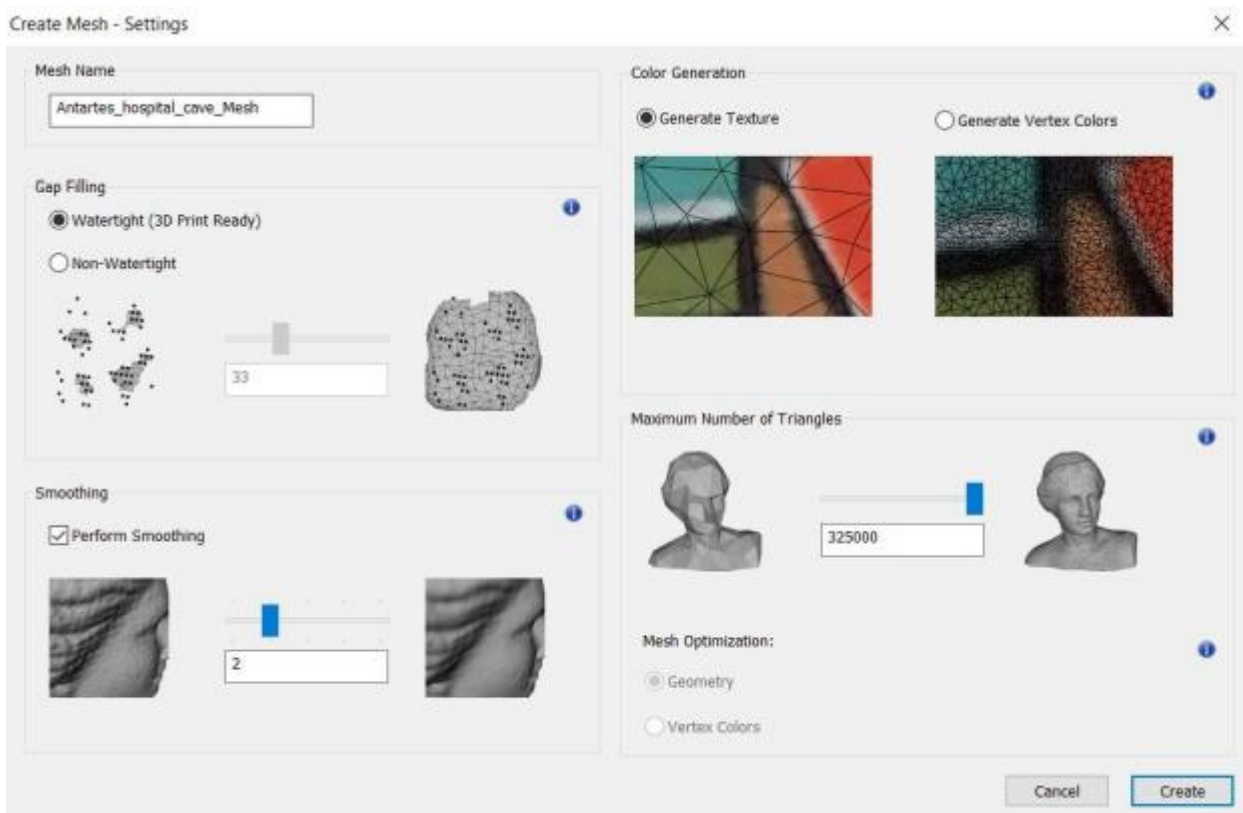 Create Mesh - Settings
Mesh Name
Antartes_hospital_cave_Mesh
Gap Filling
Watertight (3D Print Ready)
Non-Watertight
33
Smoothing
Perform Smoothing
2
Color Generation
Generate Texture
Generate Vertex Colors
Maximum Number of Triangles
325000
Mesh Optimization:
Geometry
Vertex Colors
Cancel
Create